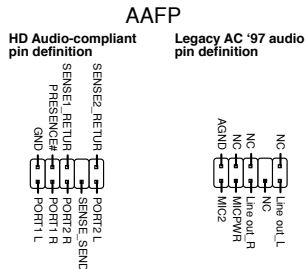 AAFP
HD Audio-compliant
pin definition
Legacy AC ‘97 audio
pin definition
GND
PRESENCE#
SENSE1_RETUR
SENSE2_RETUR
PORT1 L
PORT1 R
PORT2 R
SENSE_SEND
PORT2 L
AGND
NC
NC
NC
MIC2
MICPWR
Line out_R
NC
Line out_L